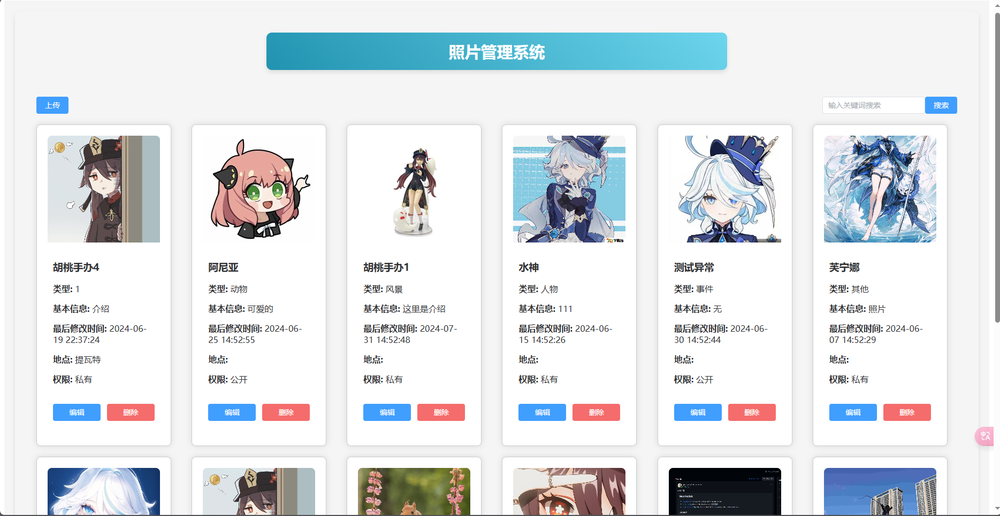 照片管理系统
上传
输入关键词搜索
搜索
胡桃手办4
类型: 1
基本信息: 介绍
最后修改时间: 2024-06-
19 22:37:24
地点: 提瓦特
权限: 私有
编辑
删除
阿尼亚
类型: 动物
基本信息: 可爱的
最后修改时间: 2024-06-
25 14:52:55
地点:
权限: 公开
编辑
删除
胡桃手办1
类型: 风景
基本信息: 这里是介绍
最后修改时间: 2024-07-
31 14:52:48
地点:
权限: 私有
编辑
删除
水神
类型: 人物
基本信息: 111
最后修改时间: 2024-06-
15 14:52:26
地点:
权限: 私有
编辑
删除
测试异常
类型: 事件
基本信息: 无
最后修改时间: 2024-06-
30 14:52:44
地点:
权限: 公开
编辑
删除
芙宁娜
类型: 其他
基本信息: 照片
最后修改时间: 2024-06-
07 14:52:29
地点:
权限: 私有
编辑
删除
New models